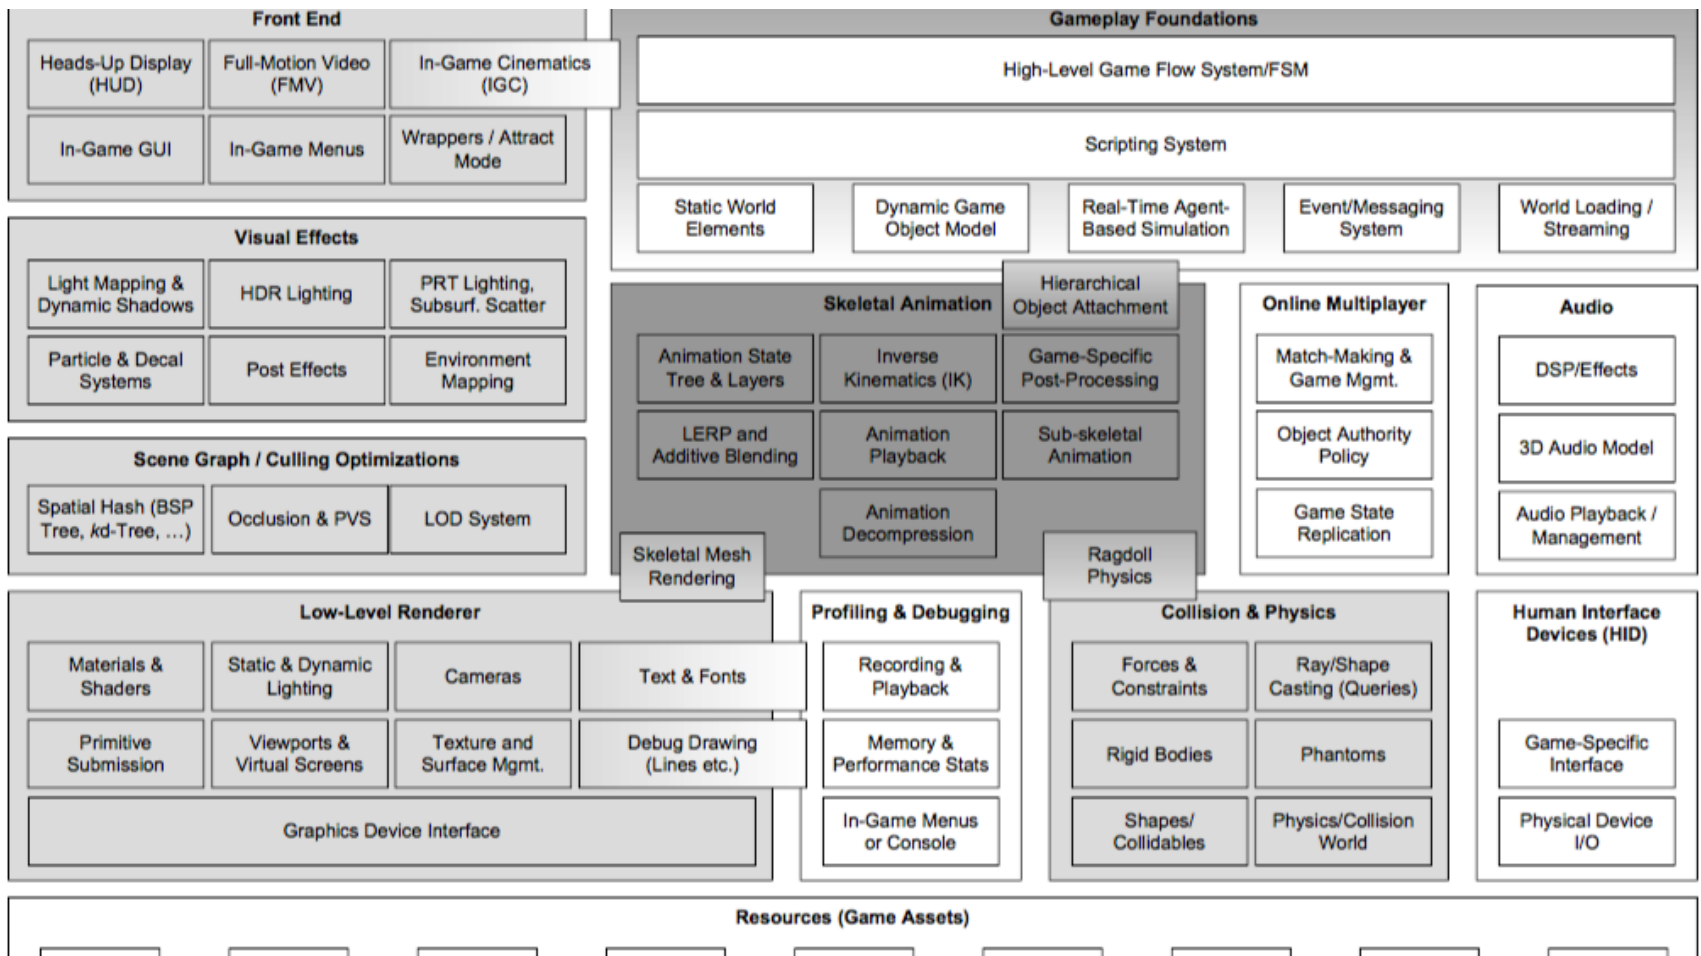 Front End
Heads-Up Display
(HUD)
Full-Motion Video
(FMV)
In-Game Cinematics
(IGC)
In-Game GUI
In-Game Menus
Wrappers / Attract
Mode
Gameplay Foundations
High-Level Game Flow System/FSM
Scripting System
Static World
Elements
Dynamic Game
Object Model
Real-Time Agent-
Based Simulation
Event/Messaging
System
World Loading /
Streaming
Visual Effects
Light Mapping &
Dynamic Shadows
HDR Lighting
PRT Lighting,
Subsurf. Scatter
Particle & Decal
Systems
Post Effects
Environment
Mapping
Skeletal Animation
Hierarchical
Object Attachment
Animation State
Tree & Layers
Inverse
Kinematics (IK)
Game-Specific
Post-Processing
LERP and
Additive Blending
Animation
Playback
Sub-skeletal
Animation
Animation
Decompression
Online Multiplayer
Match-Making &
Game Mgmt.
Object Authority
Policy
Game State
Replication
Audio
DSP/Effects
3D Audio Model
Audio Playback /
Management
Scene Graph / Culling Optimizations
Spatial Hash (BSP
Tree, kd-Tree, …)
Occlusion & PVS
LOD System
Skeletal Mesh
Rendering
Ragdoll
Physics
Low-Level Renderer
Materials &
Shaders
Static & Dynamic
Lighting
Cameras
Text & Fonts
Primitive
Submission
Viewports &
Virtual Screens
Texture and
Surface Mgmt.
Debug Drawing
(Lines etc.)
Graphics Device Interface
Profiling & Debugging
Recording &
Playback
Memory &
Performance Stats
In-Game Menus
or Console
Collision & Physics
Forces &
Constraints
Ray/Shape
Casting (Queries)
Rigid Bodies
Phantoms
Shapes/
Collidables
Physics/Collision
World
Human Interface
Devices (HID)
Game-Specific
Interface
Physical Device
I/O
Resources (Game Assets)